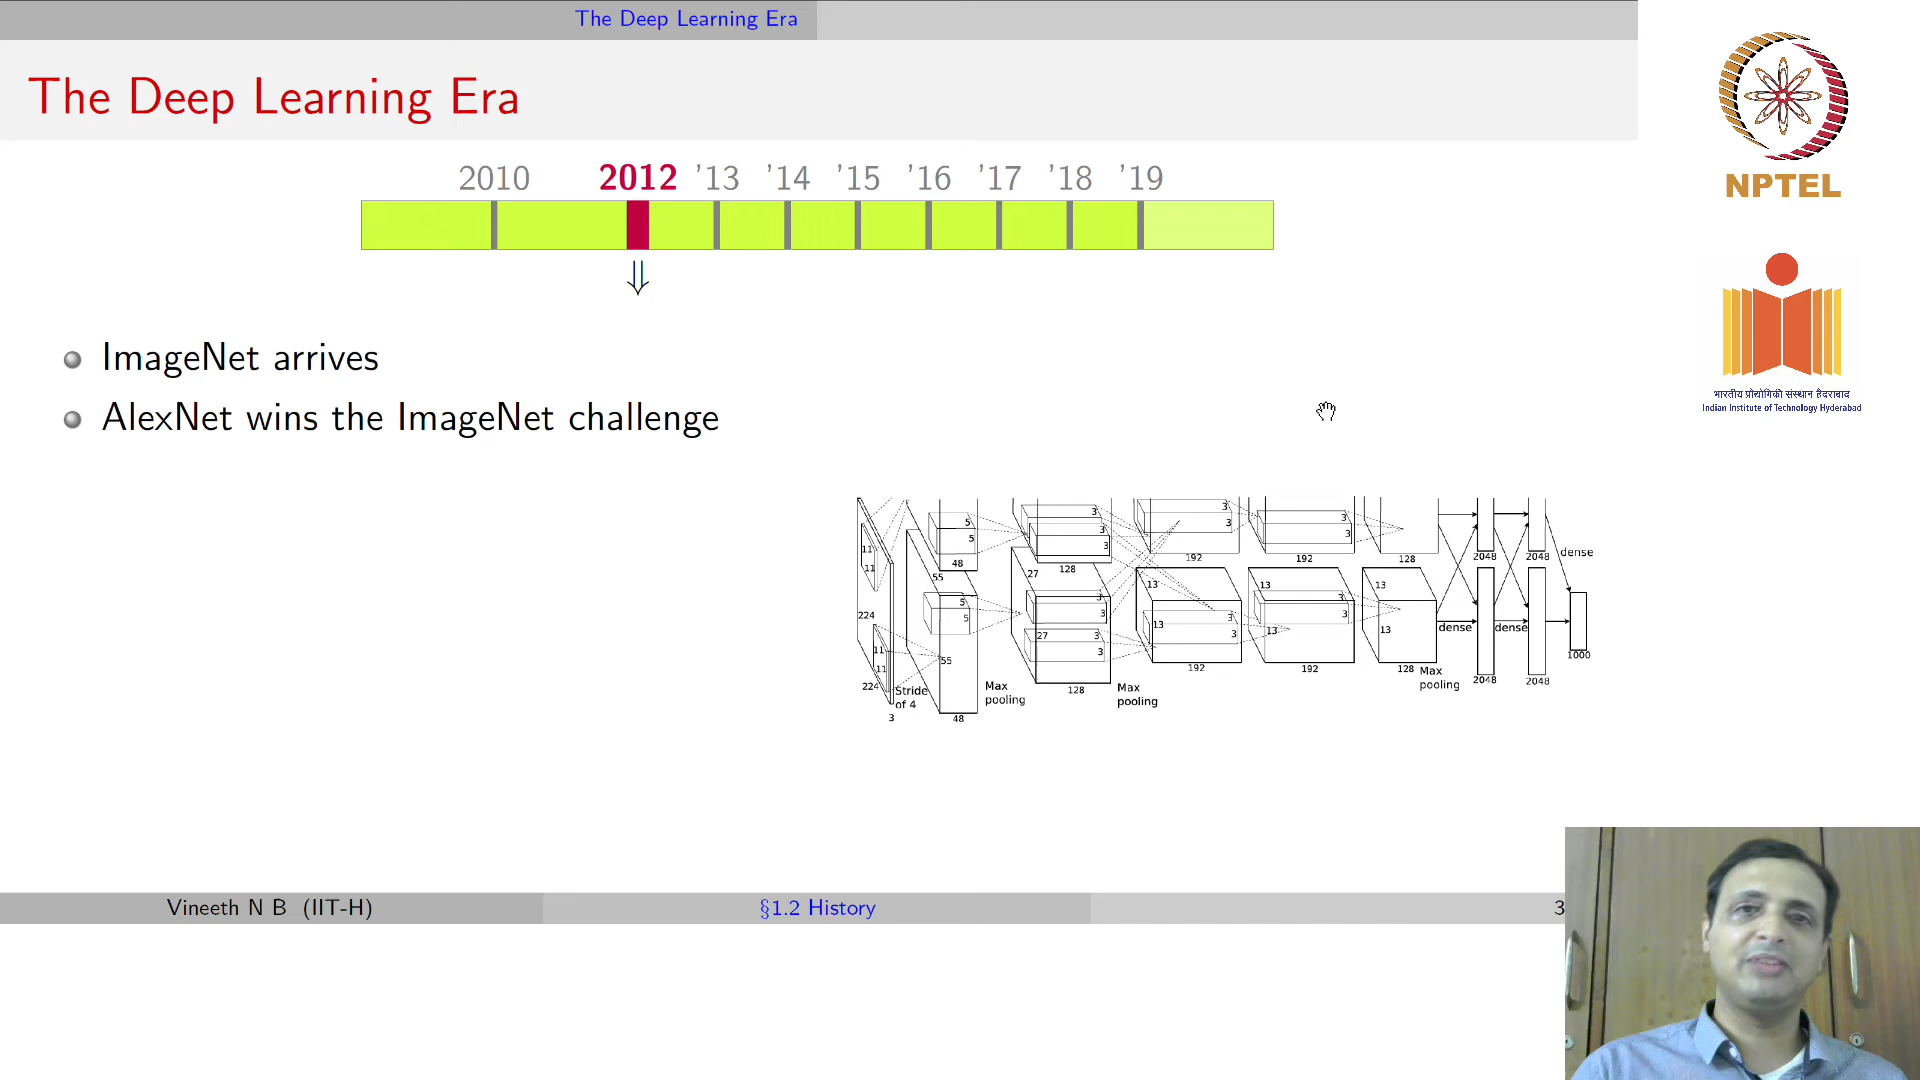 The Deep Learning Era
The Deep Learning Era
2010 2012 '13 '14 '15 '16 '17 '18 '19
⇓
ImageNet arrives
AlexNet wins the ImageNet challenge
NPTEL
भारतीय प्रौद्योगिकी संस्थान हैदराबाद
Indian Institute of Technology Hyderabad
11
11
224
11
11
224
3
Stride
of 4
5
5
48
55
5
5
55
48
Max
pooling
3
3
3
128
27
3
3
27
3
3
128
Max
pooling
3
3
192
13
3
3
13
192
3
3
192
13
3
3
13
192
128
13
13
128
Max
pooling
2048
2048
dense
dense
dense
2048
2048
1000
Vineeth N B (IIT-H)
§1.2 History
3